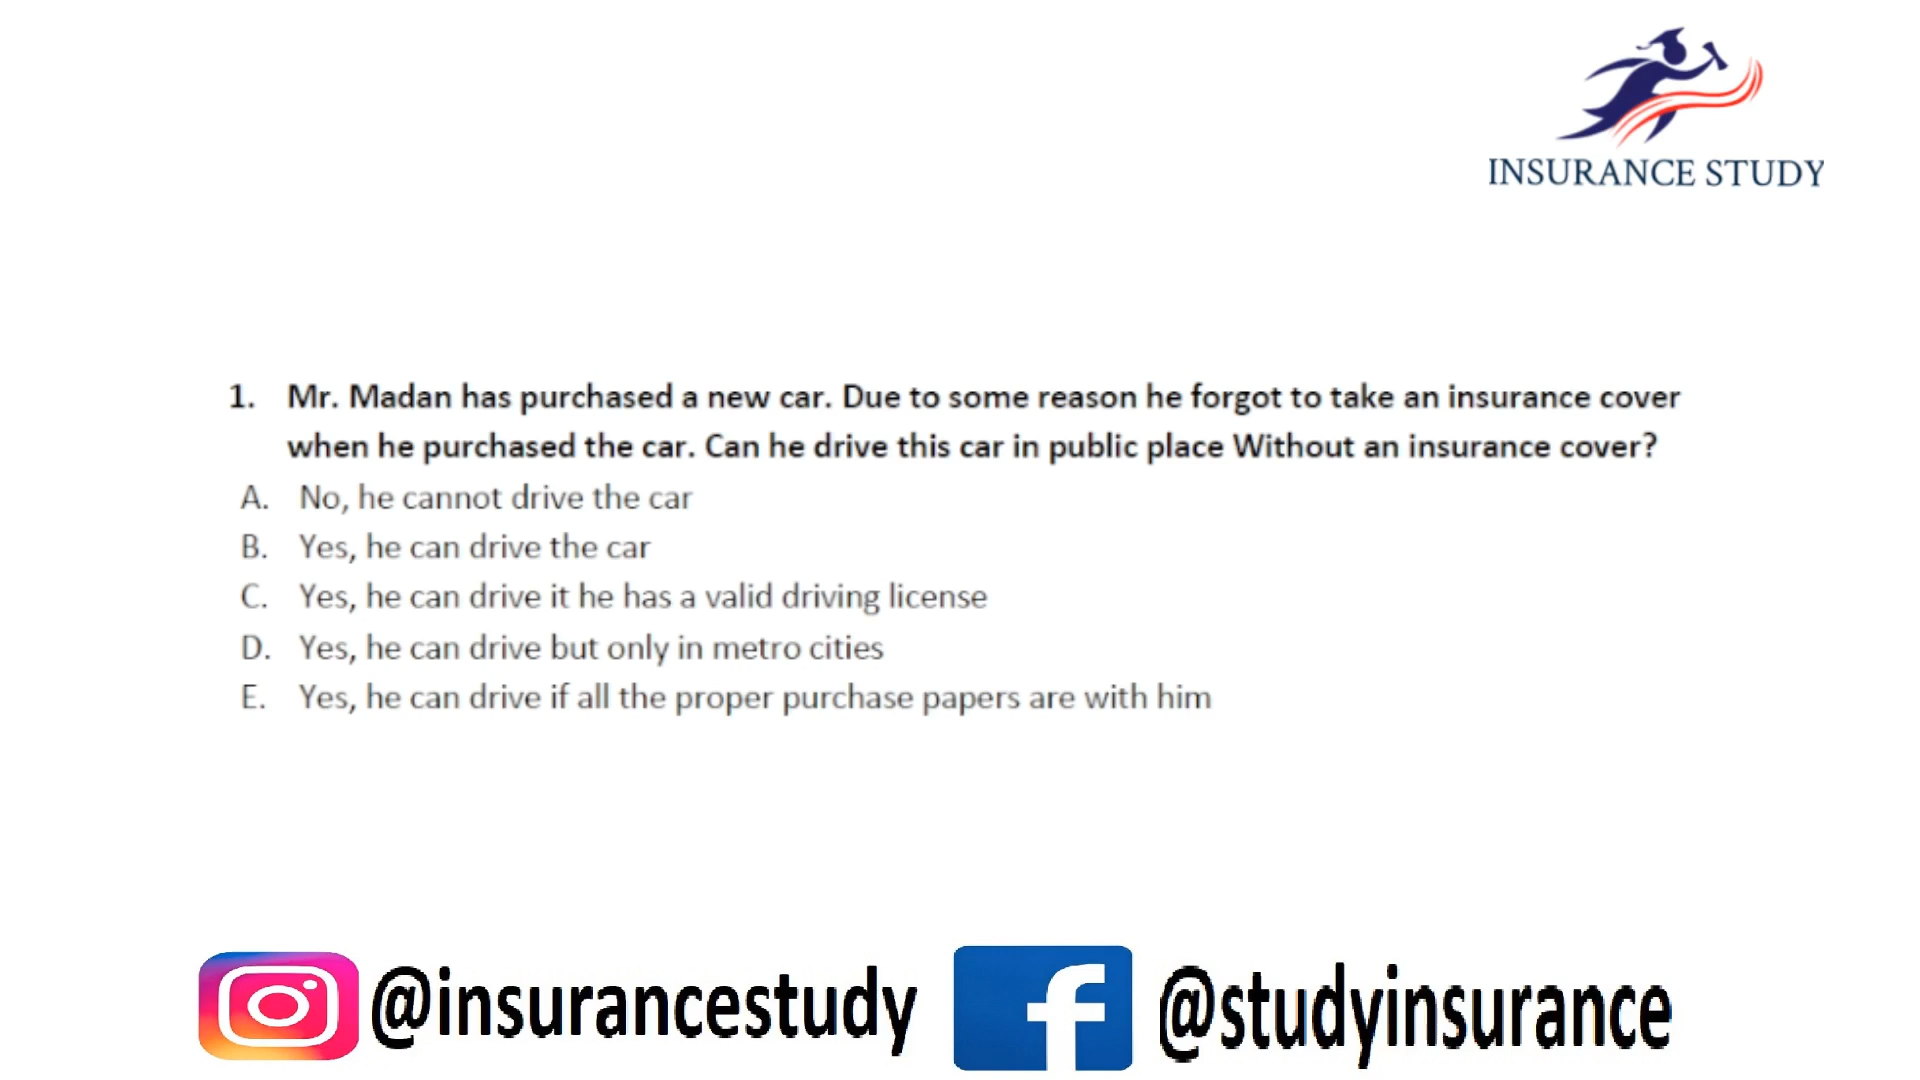 INSURANCE STUDY
1. Mr. Madan has purchased a new car. Due to some reason he forgot to take an insurance cover
when he purchased the car. Can he drive this car in public place Without an insurance cover?
A. No, he cannot drive the car
B. Yes, he can drive the car
C. Yes, he can drive it he has a valid driving license
D. Yes, he can drive but only in metro cities
E. Yes, he can drive if all the proper purchase papers are with him
@insurancestudy @studyinsurance